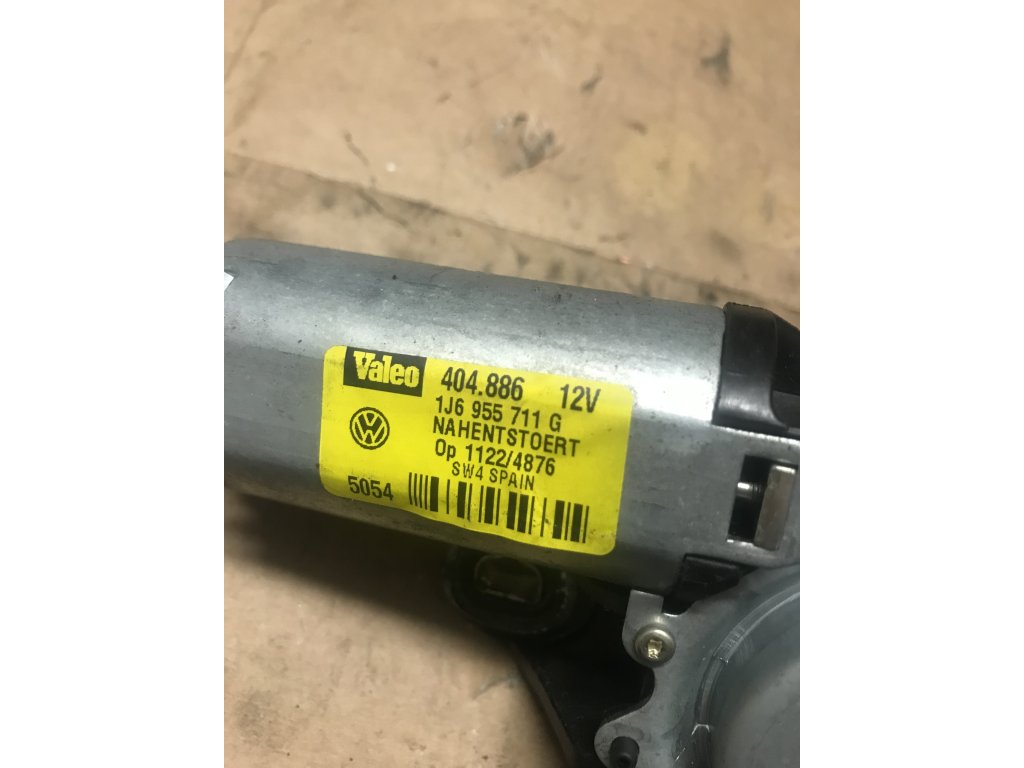 Valeo 404.886 12V
1J6 955 711 G
NAHENTSTOERT
Op 1122/4876
SW4 SPAIN
5054